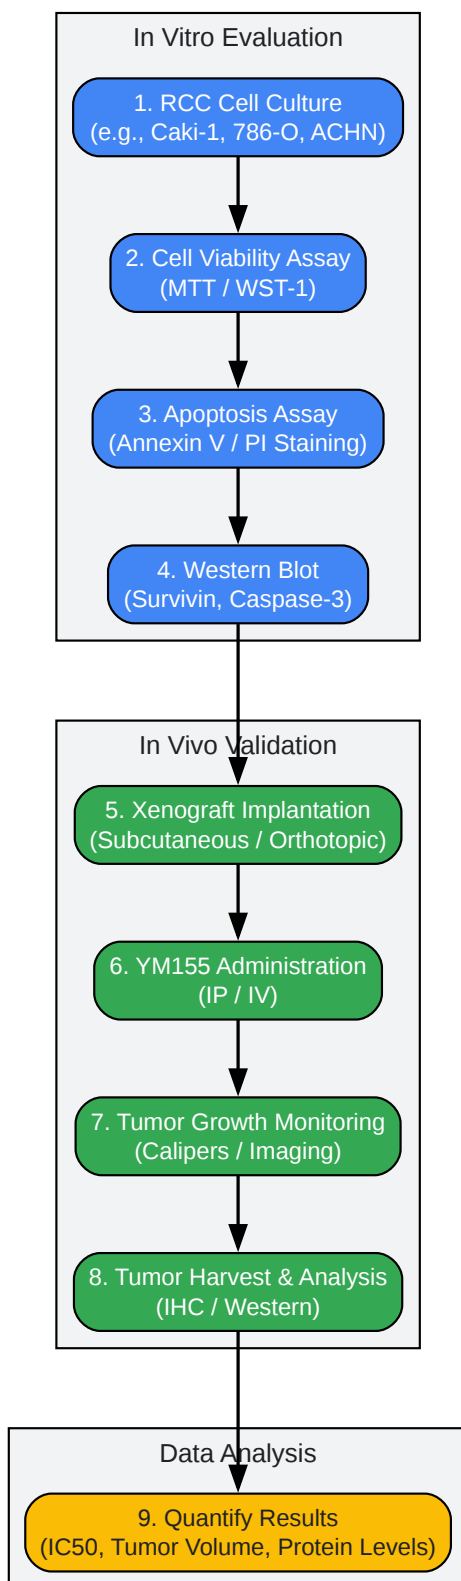 In Vitro Evaluation
1. RCC Cell Culture
(e.g., Caki-1, 786-O, ACHN)
2. Cell Viability Assay
(MTT / WST-1)
3. Apoptosis Assay
(Annexin V / PI Staining)
4. Western Blot
(Survivin, Caspase-3)
In Vivo Validation
5. Xenograft Implantation
(Subcutaneous / Orthotopic)
6. YM155 Administration
(IP / IV)
7. Tumor Growth Monitoring
(Calipers / Imaging)
8. Tumor Harvest & Analysis
(IHC / Western)
Data Analysis
9. Quantify Results
(IC50, Tumor Volume, Protein Levels)